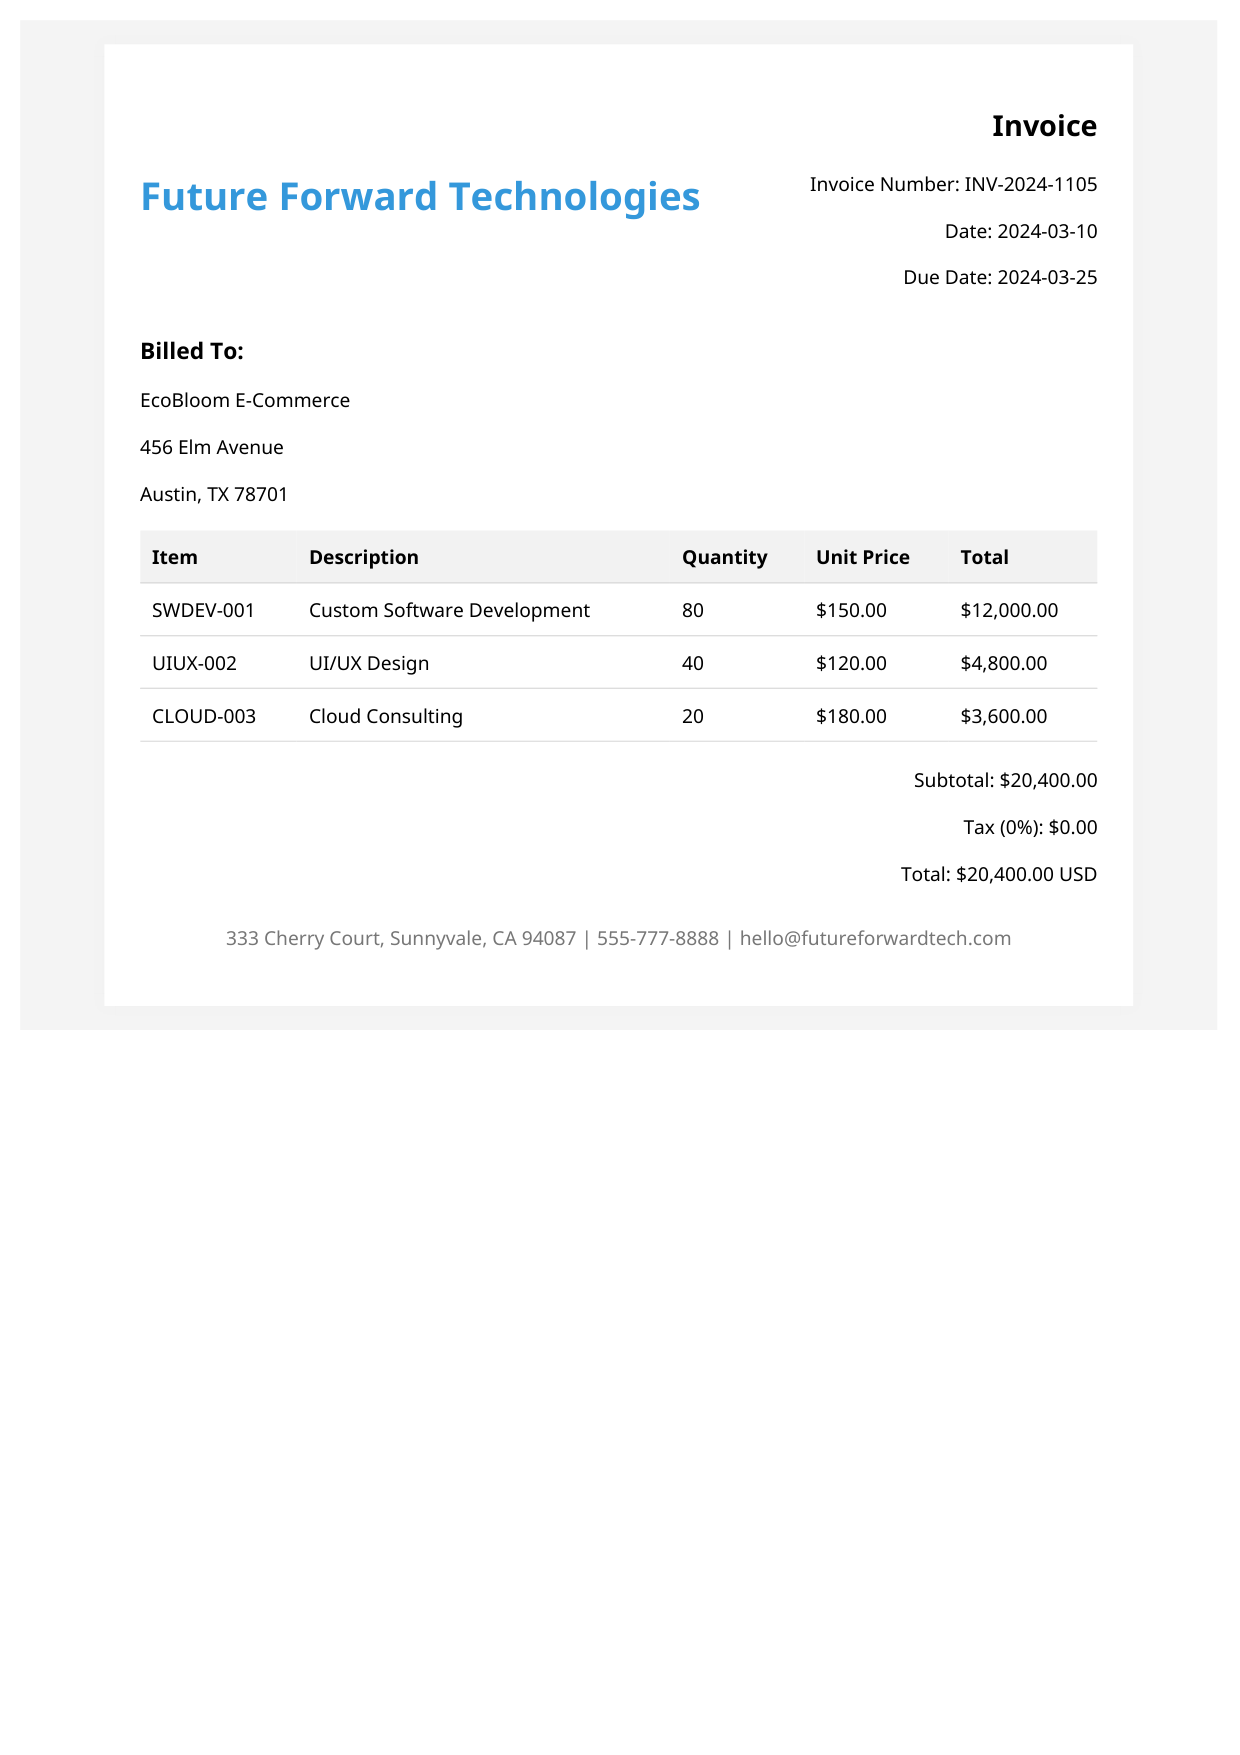 Invoice
Future Forward Technologies
Invoice Number: INV-2024-1105
Date: 2024-03-10
Due Date: 2024-03-25
Billed To:
EcoBloom E-Commerce
456 Elm Avenue
Austin, TX 78701
Item Description Quantity Unit Price Total
SWDEV-001 Custom Software Development 80 $150.00 $12,000.00
UIUX-002 UI/UX Design 40 $120.00 $4,800.00
CLOUD-003 Cloud Consulting 20 $180.00 $3,600.00
Subtotal: $20,400.00
Tax (0%): $0.00
Total: $20,400.00 USD
333 Cherry Court, Sunnyvale, CA 94087 | 555-777-8888 | hello@futureforwardtech.com